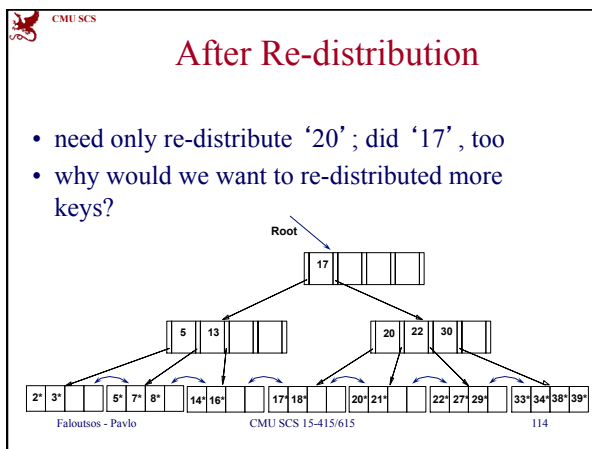 CMU SCS
After Re-distribution
• need only re-distribute ‘20’; did ‘17’, too
• why would we want to re-distributed more
keys?
Root
17
5 13
20 22 30
2* 3* 5* 7* 8* 14* 16* 17* 18* 20* 21* 22* 27* 29* 33* 34* 38* 39*
Faloutsos - Pavlo CMU SCS 15-415/615 114